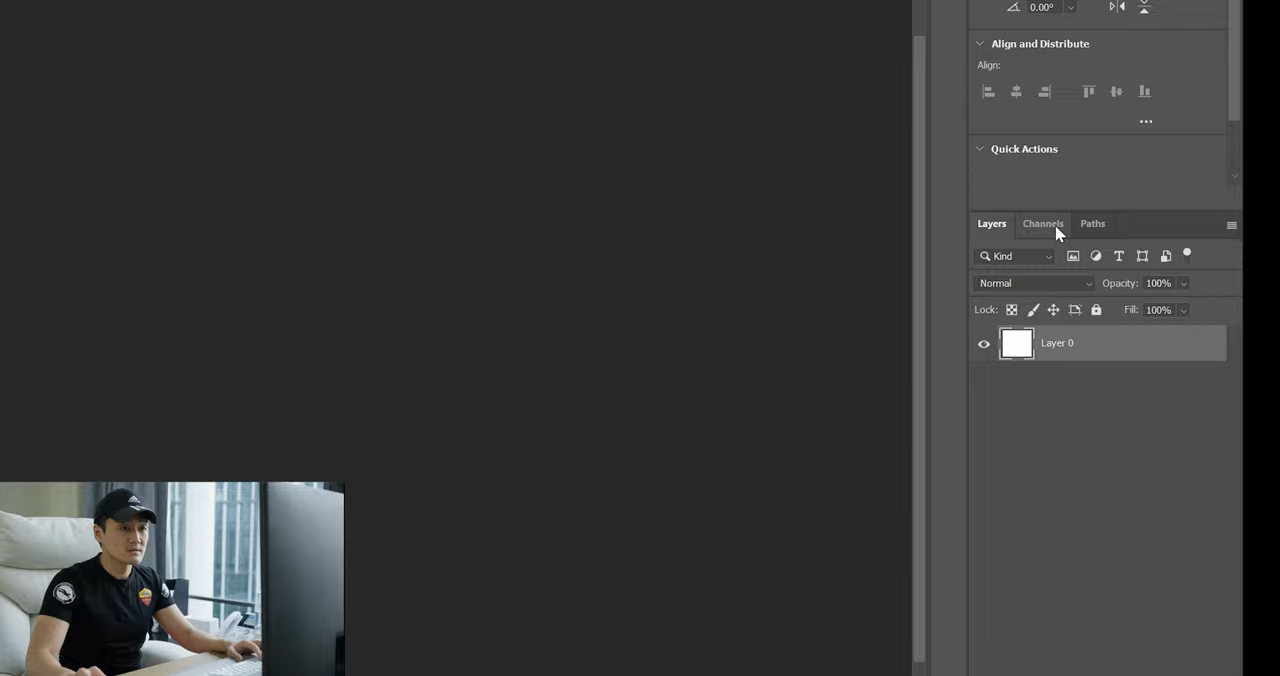 0.00°
Align and Distribute
Align:
Quick Actions
Layers Channels Paths
Kind
Normal Opacity: 100%
Lock: Fill: 100%
Layer 0